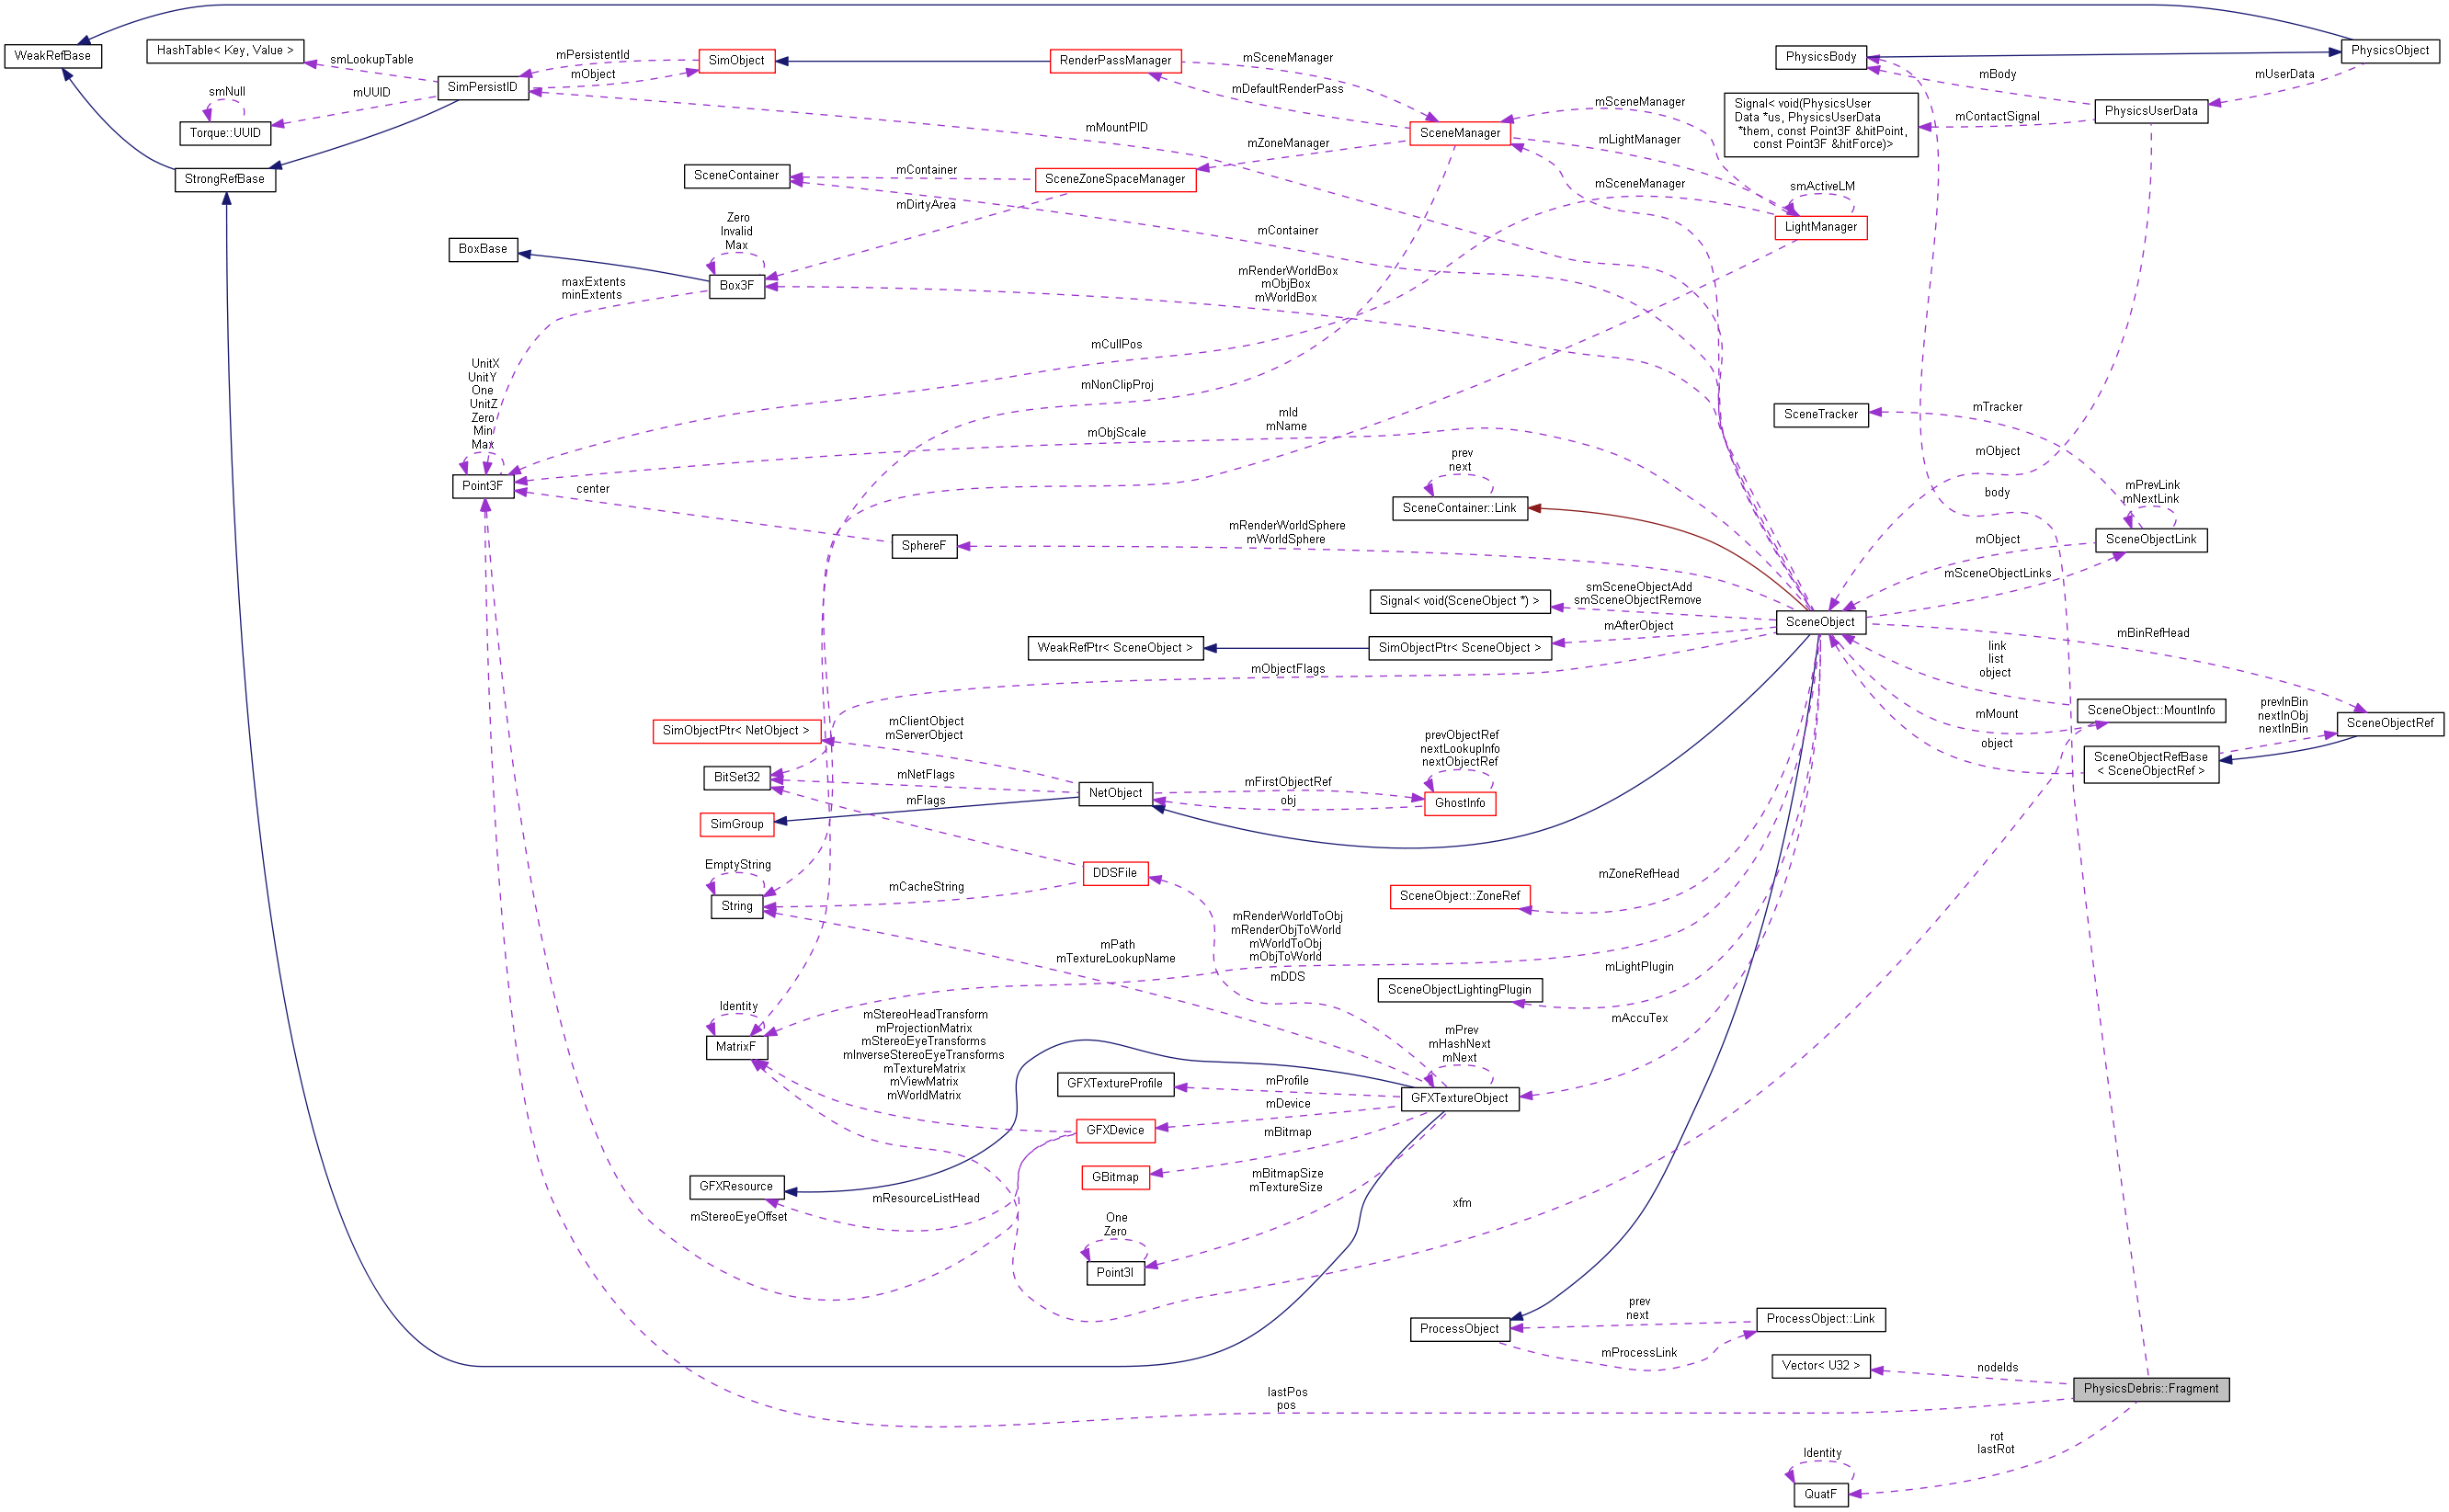 WeakRefBase
HashTable< Key, Value >
smLookupTable
mPersistentId
mObject
SimObject
RenderPassManager
mSceneManager
mDefaultRenderPass
PhysicsBody
PhysicsObject
mBody
mUserData
SimPersistID
mUUID
smNull
Torque::UUID
Signal< void(PhysicsUser
Data *us, PhysicsUserData
*them, const Point3F &hitPoint,
const Point3F &hitForce)>
mContactSignal
PhysicsUserData
mMountPID
SceneManager
mSceneManager
mLightManager
mZoneManager
StrongRefBase
SceneContainer
mContainer
SceneZoneSpaceManager
mSceneManager
smActiveLM
LightManager
mDirtyArea
Zero
Invalid
Max
BoxBase
Box3F
mContainer
maxExtents
minExtents
mRenderWorldBox
mObjBox
mWorldBox
mCullPos
mNonClipProj
UnitX
UnitY
One
UnitZ
Zero
Min
Max
mObjScale
mId
mName
SceneTracker
mTracker
mObject
Point3F
center
prev
next
SceneContainer::Link
body
mPrevLink
mNextLink
SphereF
mRenderWorldSphere
mWorldSphere
mObject
SceneObjectLink
mSceneObjectLinks
Signal< void(SceneObject *) >
smSceneObjectAdd
smSceneObjectRemove
SceneObject
mAfterObject
mBinRefHead
WeakRefPtr< SceneObject >
SimObjectPtr< SceneObject >
mObjectFlags
link
list
object
mMount
SceneObject::MountInfo
prevInBin
nextInObj
nextInBin
SceneObjectRef
object
SceneObjectRefBase
< SceneObjectRef >
SimObjectPtr< NetObject >
mClientObject
mServerObject
prevObjectRef
nextLookupInfo
nextObjectRef
BitSet32
mNetFlags
NetObject
mFirstObjectRef
obj
GhostInfo
mFlags
SimGroup
EmptyString
String
mCacheString
DDSFile
mZoneRefHead
SceneObject::ZoneRef
mRenderWorldToObj
mRenderObjToWorld
mWorldToObj
mObjToWorld
mPath
mTextureLookupName
mDDS
mLightPlugin
SceneObjectLightingPlugin
mAccuTex
Identity
MatrixF
mStereoHeadTransform
mProjectionMatrix
mStereoEyeTransforms
mInverseStereoEyeTransforms
mTextureMatrix
mViewMatrix
mWorldMatrix
mPrev
mHashNext
mNext
GFXTextureProfile
mProfile
GFXTextureObject
mDevice
GFXDevice
mBitmap
GBitmap
GFXResource
mResourceListHead
mStereoEyeOffset
mBitmapSize
mTextureSize
xfm
One
Zero
Point3I
ProcessObject
prev
next
ProcessObject::Link
mProcessLink
Vector< U32 >
nodeIds
PhysicsDebris::Fragment
lastPos
pos
rot
lastRot
Identity
QuatF